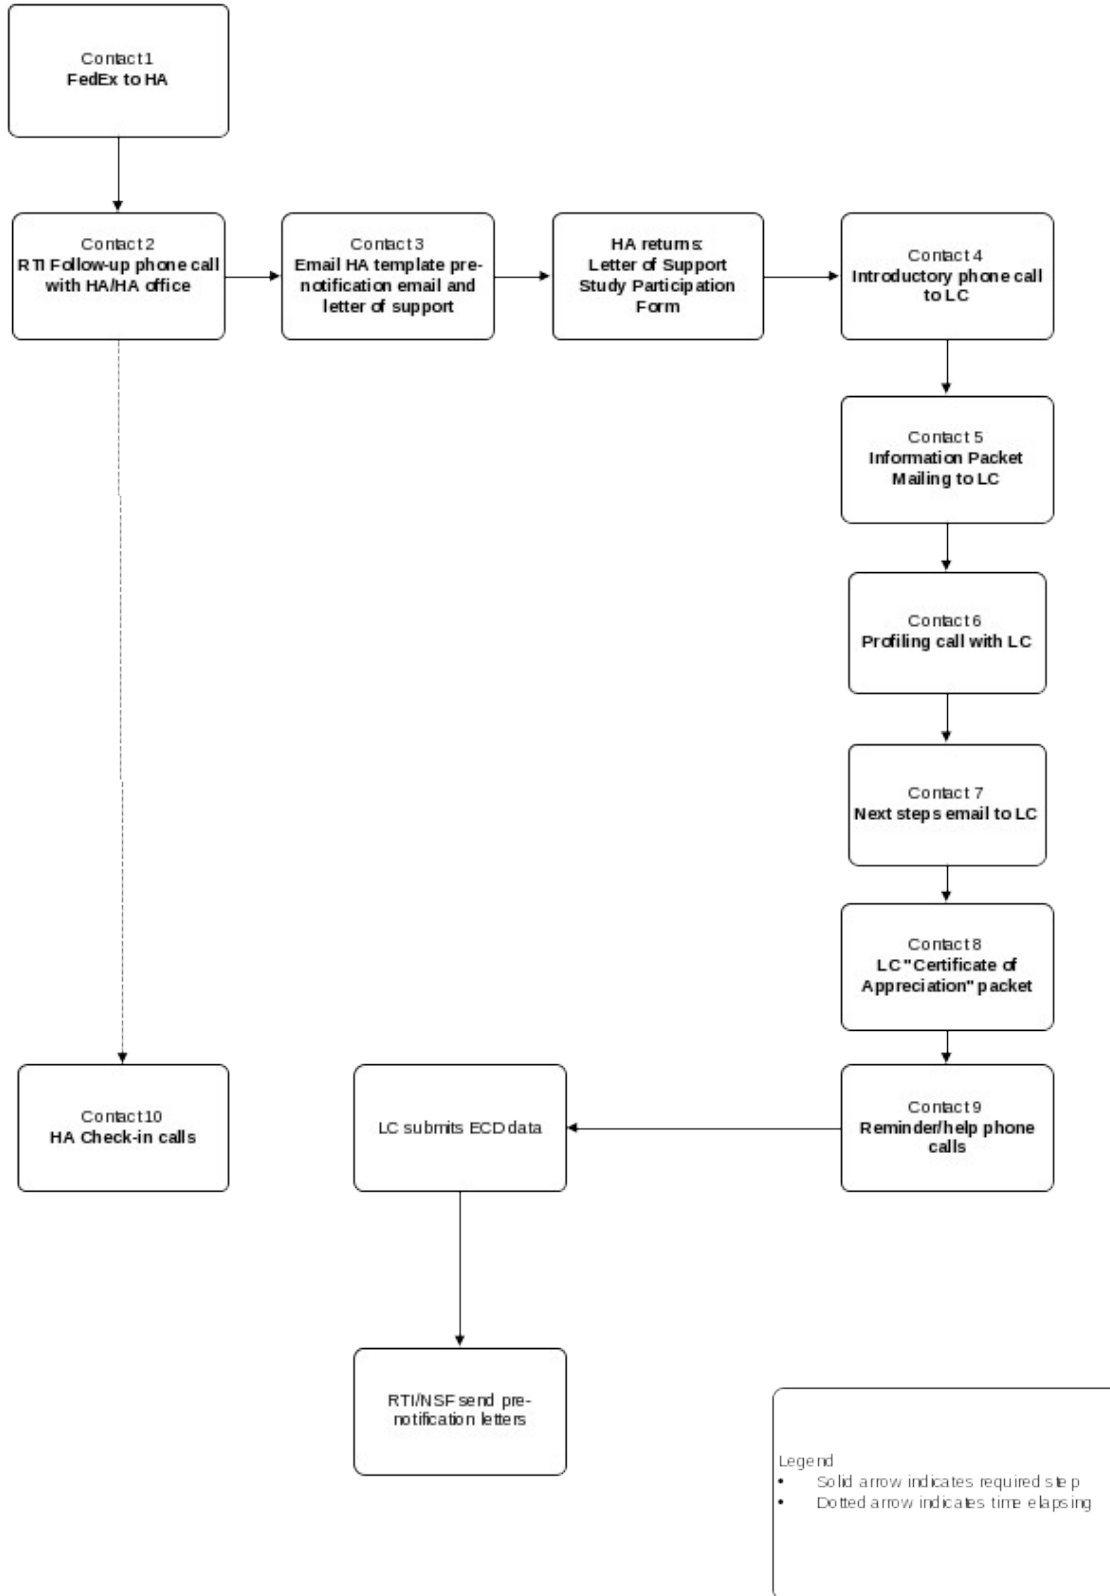 Contact 1
FedEx to HA
Contact 2
RTI Follow-up phone call
with HA/HA office
Contact 3
Email HA template pre-
notification email and
letter of support
HA returns:
Letter of Support
Study Participation
Form
Contact 4
Introductory phone call
to LC
Contact 5
Information Packet
Mailing to LC
Contact 6
Profiling call with LC
Contact 7
Next steps email to LC
Contact 8
LC "Certificate of
Appreciation" packet
Contact 10
HA Check-in calls
LC submits ECD data
Contact 9
Reminder/help phone
calls
RTI/NSF send pre-
notification letters
Legend
• Solid arrow indicates required step
• Dotted arrow indicates time elapsing